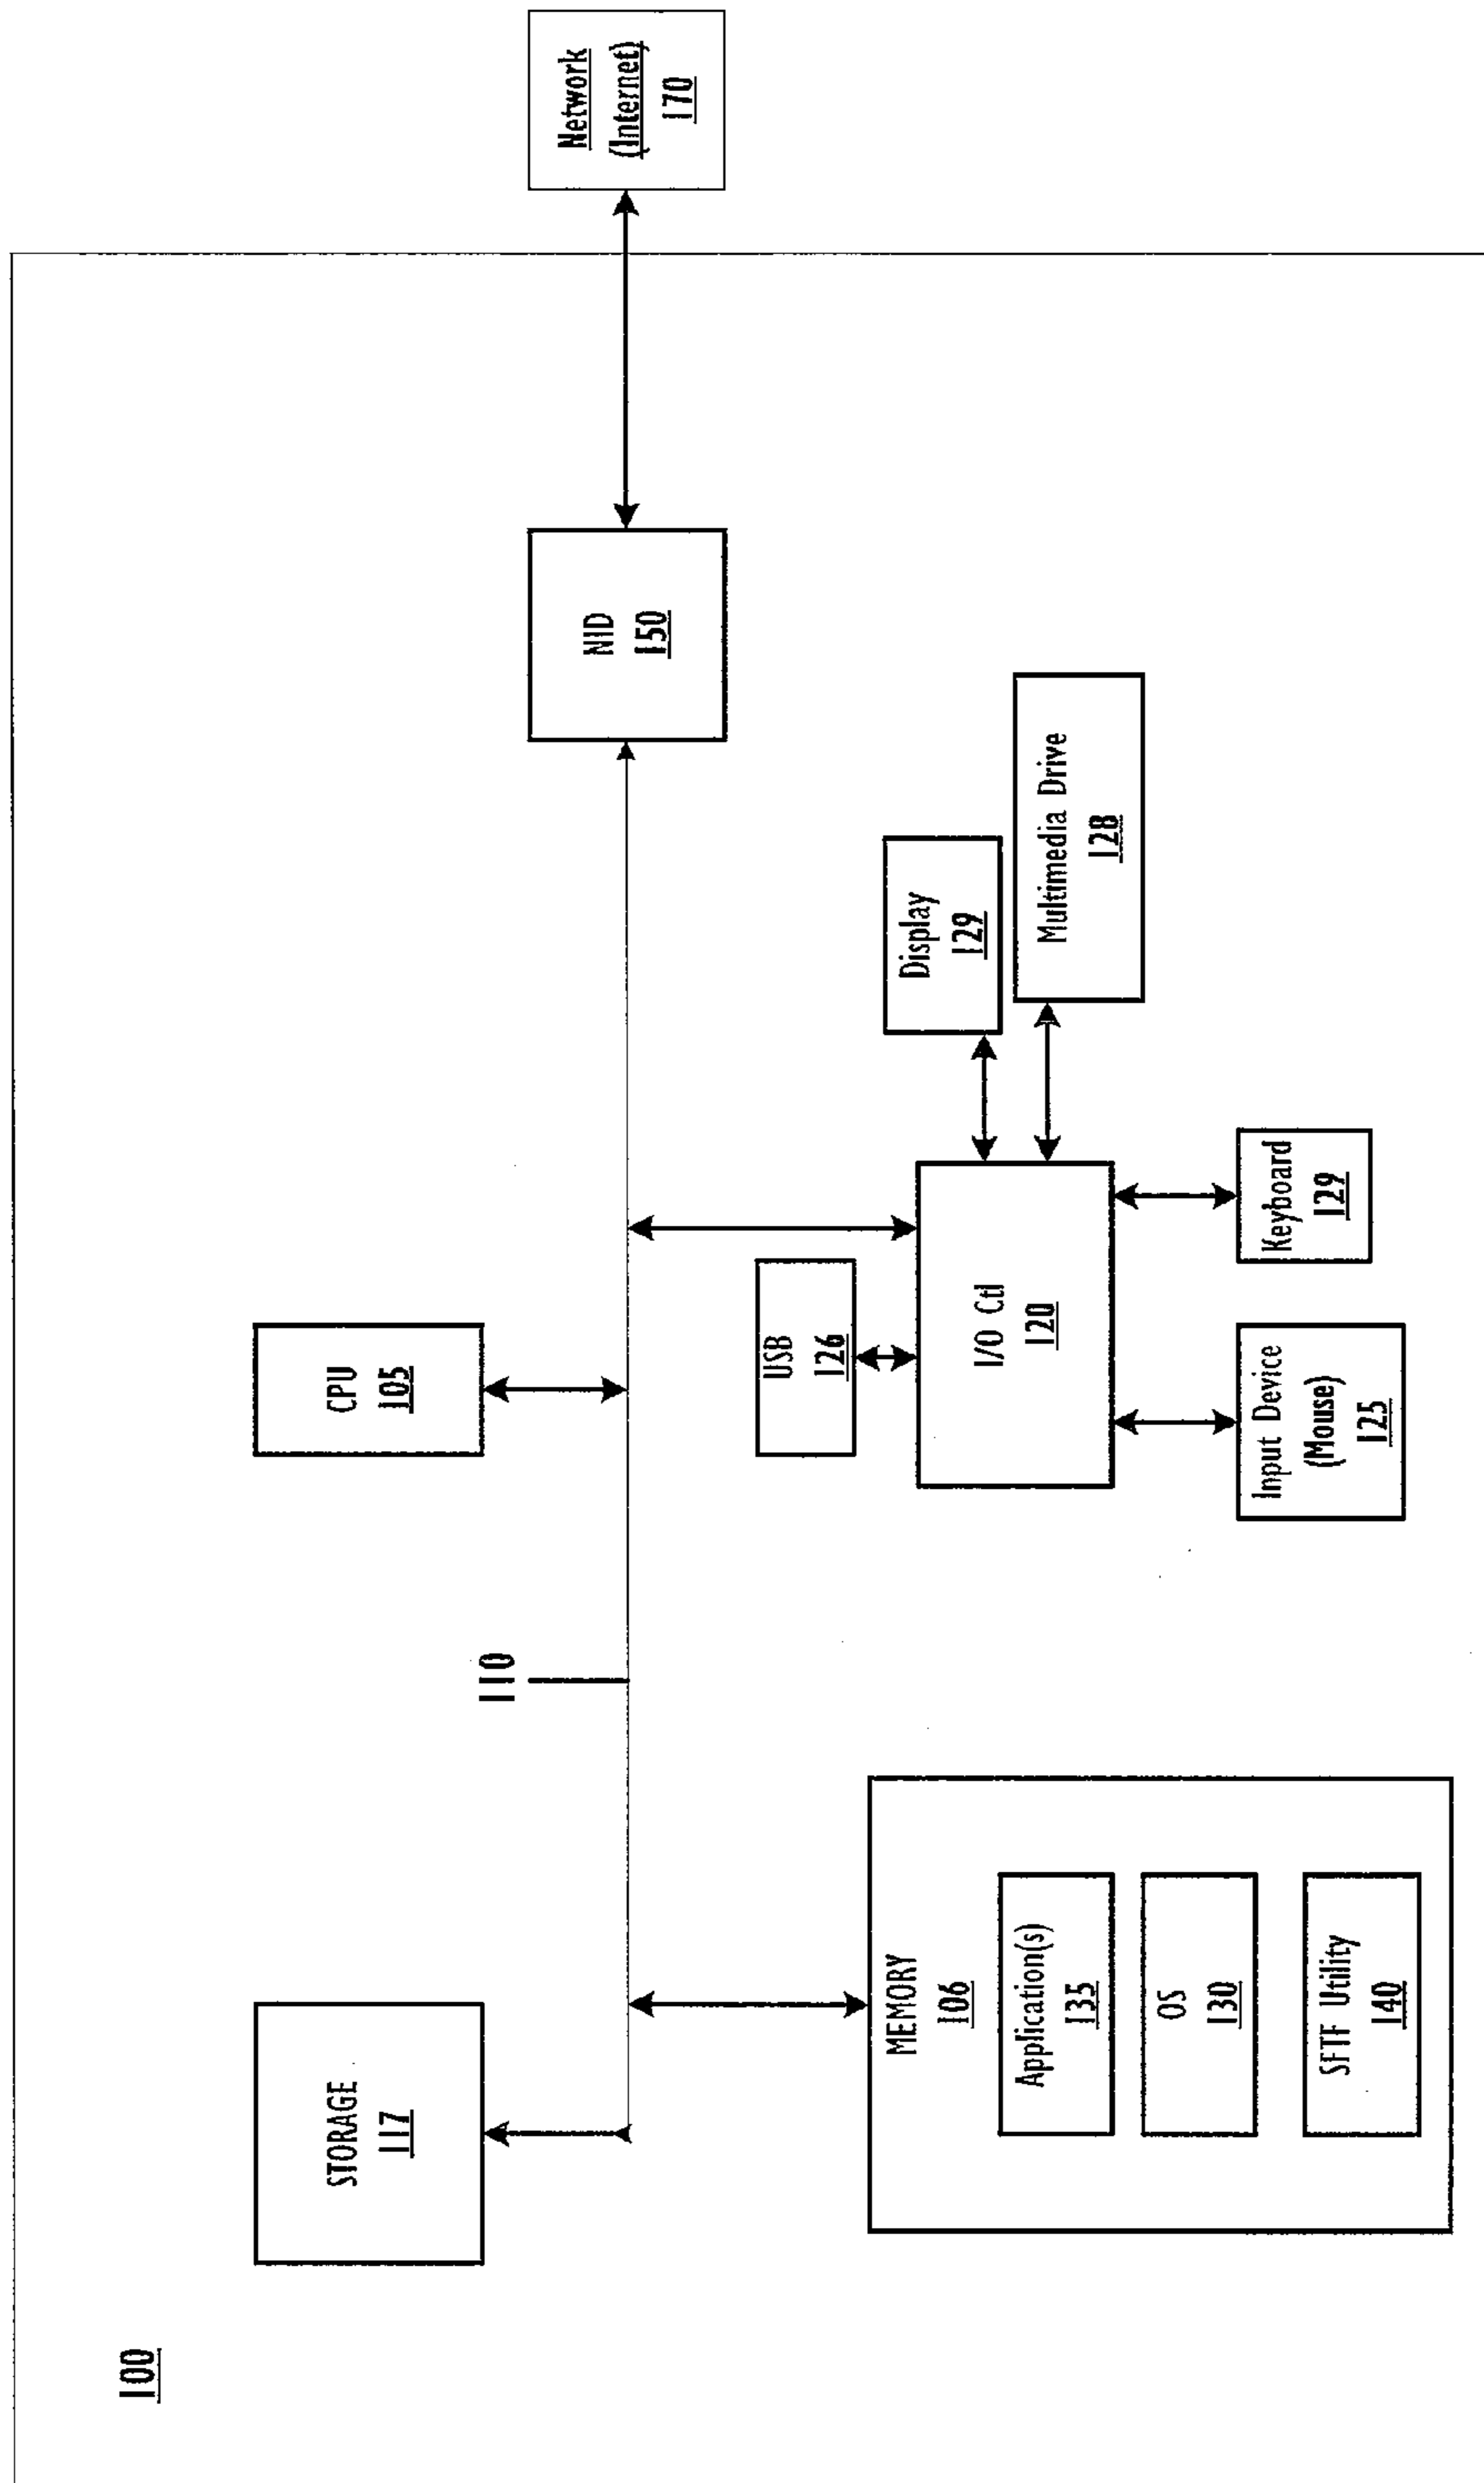 100
STORAGE
117
CPU
105
110
NID
150
Network
(Internet)
170
MEMORY
106
Application(s)
135
OS
130
SFTF Utility
140
USB
126
I/O Ctl
120
Display
129
Multimedia Drive
128
Input Device
(Mouse)
125
Keyboard
129